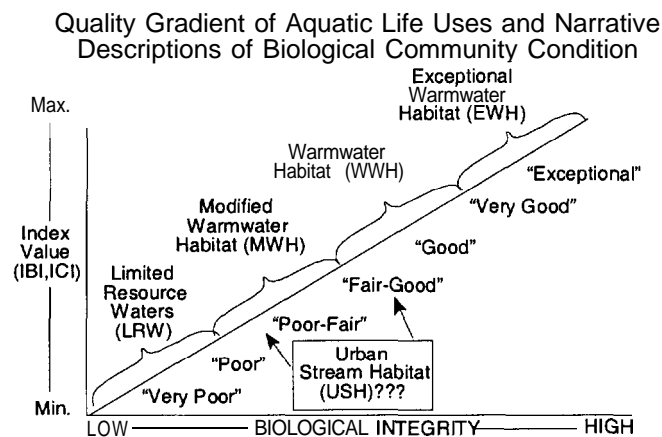 Quality Gradient of Aquatic Life Uses and Narrative
Descriptions of Biological Community Condition
Max.
Index
Value
(IBI,ICI)
Min.
Exceptional
Warmwater
Habitat (EWH)
Warmwater
Habitat (WWH)
Modified
Warmwater
Habitat (MWH)
Limited
Resource
Waters
(LRW)
“Exceptional”
“Very Good”
“Good”
“Fair-Good”
“Poor-Fair”
“Poor”
“Very Poor”
Urban
Stream Habitat
(USH)???
LOW BIOLOGICAL INTEGRITY HIGH